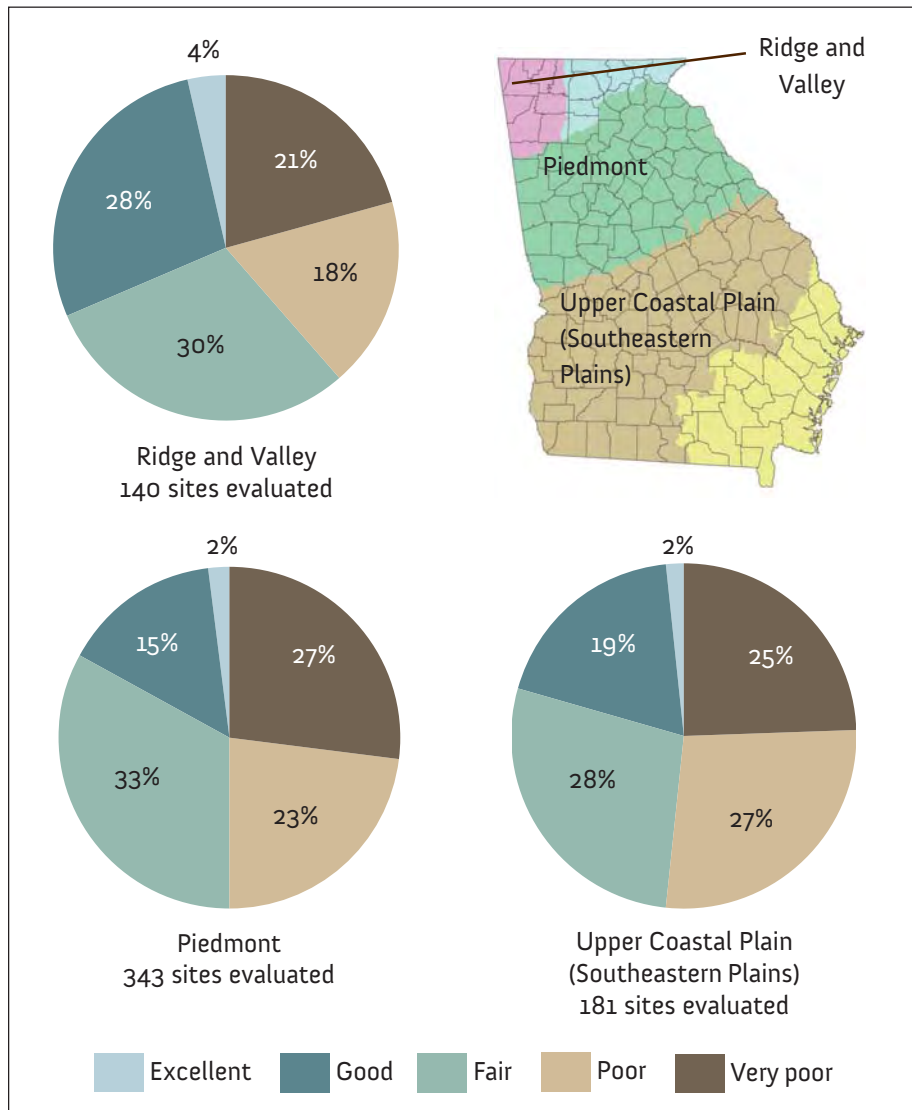 4%
21%
28%
18%
30%
Ridge and Valley
140 sites evaluated
Ridge and
Valley
Piedmont
Upper Coastal Plain
(Southeastern
Plains)
2%
27%
15%
33%
23%
Piedmont
343 sites evaluated
2%
25%
19%
28%
27%
Upper Coastal Plain
(Southeastern Plains)
181 sites evaluated
Excellent
Good
Fair
Poor
Very poor